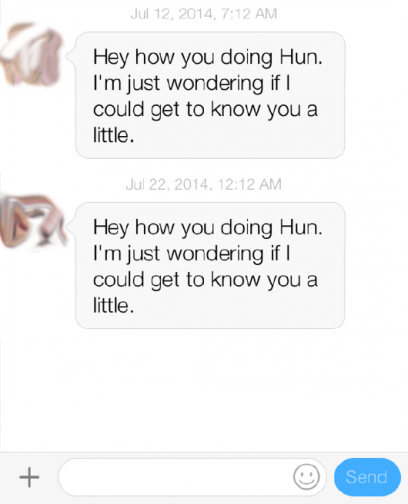 Jul 12, 2014, 7:12 AM
Hey how you doing Hun.
I'm just wondering if I
could get to know you a
little.
Jul 22, 2014, 12:12 AM
Hey how you doing Hun.
I'm just wondering if I
could get to know you a
little.
Send